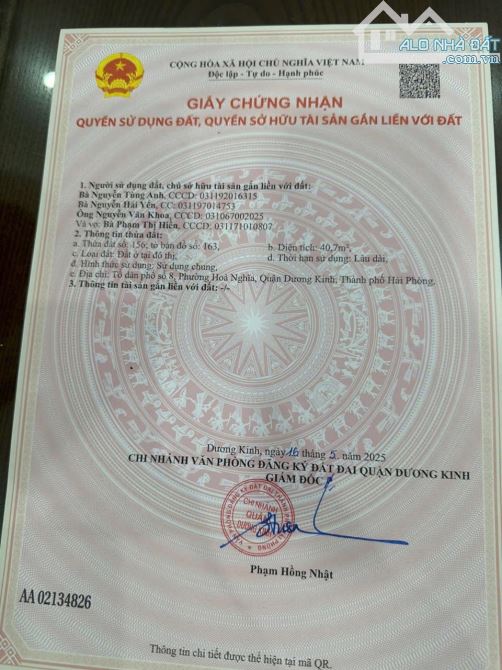 ALO NHÀ ĐẤT
.com.vn
CỘNG HÒA XÃ HỘI CHỦ NGHĨA VIỆT NAM
Độc lập - Tự do - Hạnh phúc
GIẤY CHỨNG NHẬN
QUYỀN SỬ DỤNG ĐẤT, QUYỀN SỞ HỮU TÀI SẢN GẮN LIỀN VỚI ĐẤT
1. Người sử dụng đất, chủ sở hữu tài sản gắn liền với đất:
Bà Nguyễn Tùng Anh, CCCD: 031192016315
Bà Nguyễn Hải Yến, CC: 031197014753
Ông Nguyễn Văn Khoa, CCCD: 031067002025
Và vợ: Bà Phạm Thị Hiền, CCCD: 031171010807
2. Thông tin thửa đất:
a. Thửa đất số: 156; tờ bản đồ số: 163, b. Diện tích: 40,7m²,
c. Loại đất: Đất ở tại đô thị, d. Thời hạn sử dụng: Lâu dài,
đ. Hình thức sử dụng: Sử dụng chung,
e. Địa chỉ: Tổ dân phố số 8, Phường Hoà Nghĩa, Quận Dương Kinh, Thành phố Hải Phòng.
3. Thông tin tài sản gắn liền với đất: -/-
Dương Kinh, ngày 16 tháng 5 năm 2025
CHI NHÁNH VĂN PHÒNG ĐĂNG KÝ ĐẤT ĐAI QUẬN DƯƠNG KINH
GIÁM ĐỐC
CHI NHÁNH
QUẬN
DƯƠNG KINH
Phạm Hồng Nhật
AA 02134826
Thông tin chi tiết được thể hiện tại mã QR.